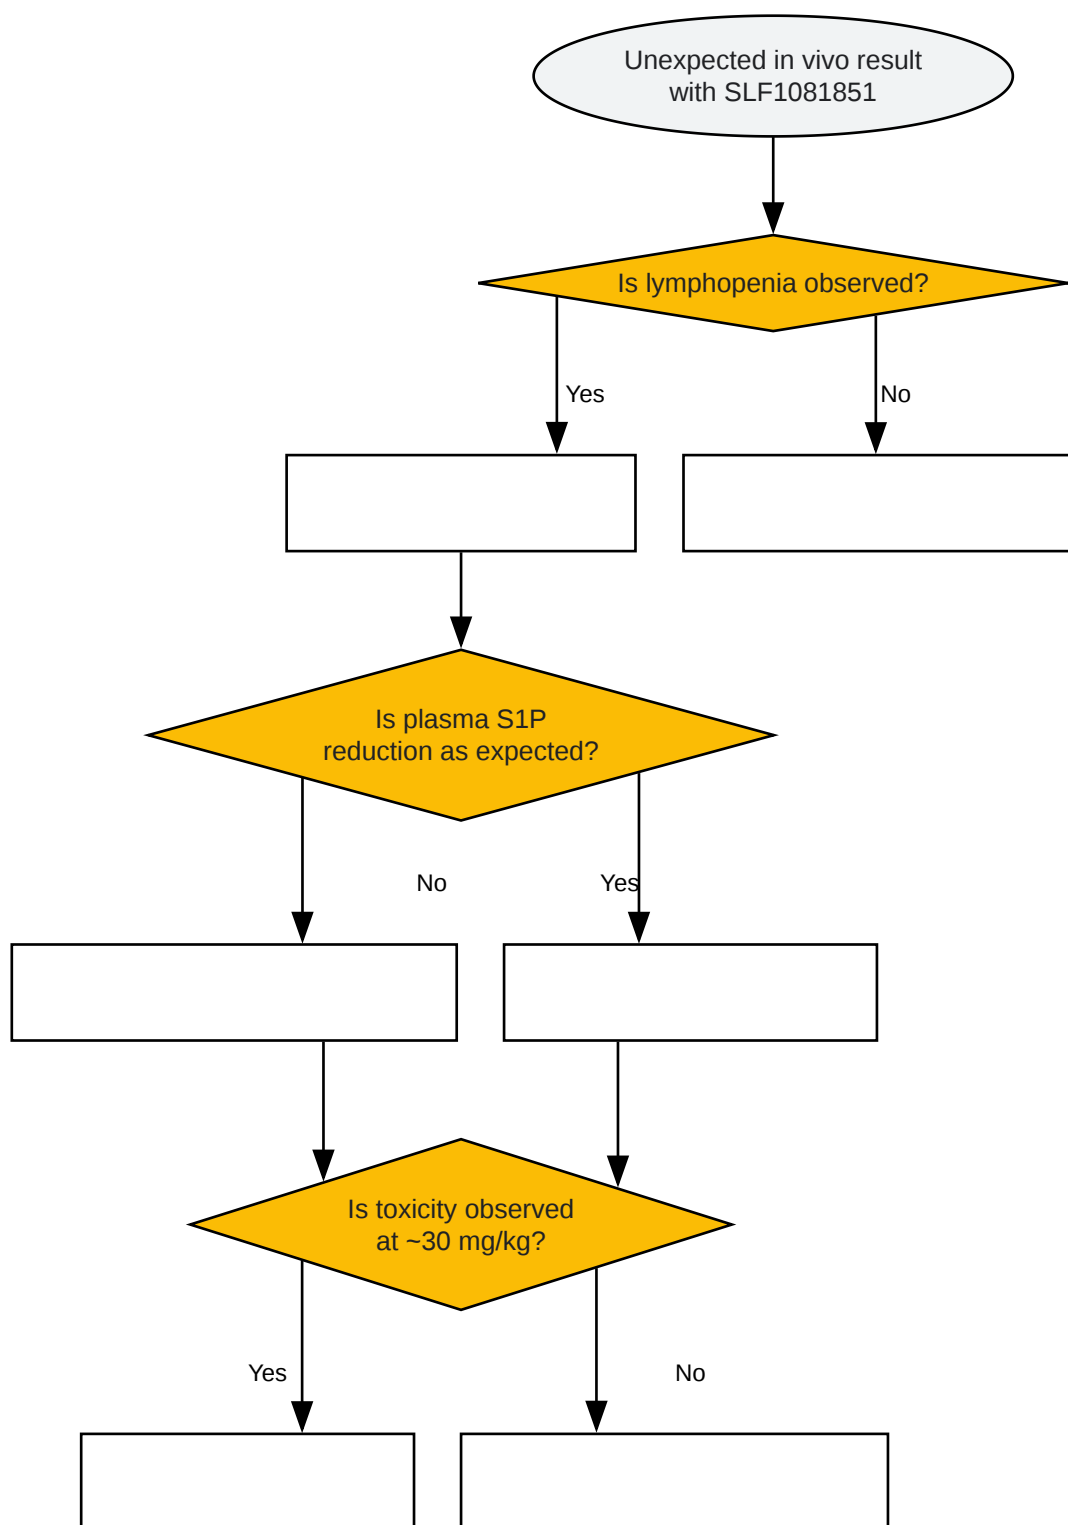 Unexpected in vivo result
with SLF1081851
Is lymphopenia observed?
Yes
No
Is plasma S1P
reduction as expected?
No
Yes
Is toxicity observed
at ~30 mg/kg?
Yes
No